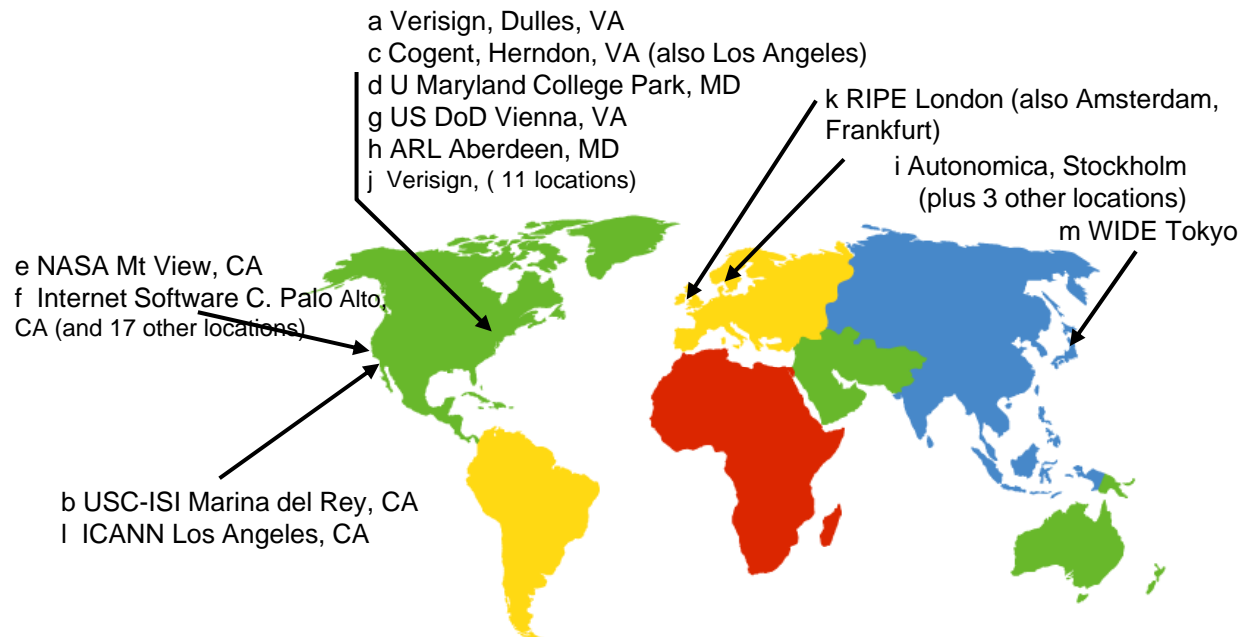 a Verisign, Dulles, VA
c Cogent, Herndon, VA (also Los Angeles)
d U Maryland College Park, MD
g US DoD Vienna, VA
h ARL Aberdeen, MD
j Verisign, ( 11 locations)
k RIPE London (also Amsterdam,
Frankfurt)
i Autonomica, Stockholm
(plus 3 other locations)
m WIDE Tokyo
e NASA Mt View, CA
f Internet Software C. Palo Alto,
CA (and 17 other locations)
b USC-ISI Marina del Rey, CA
l ICANN Los Angeles, CA